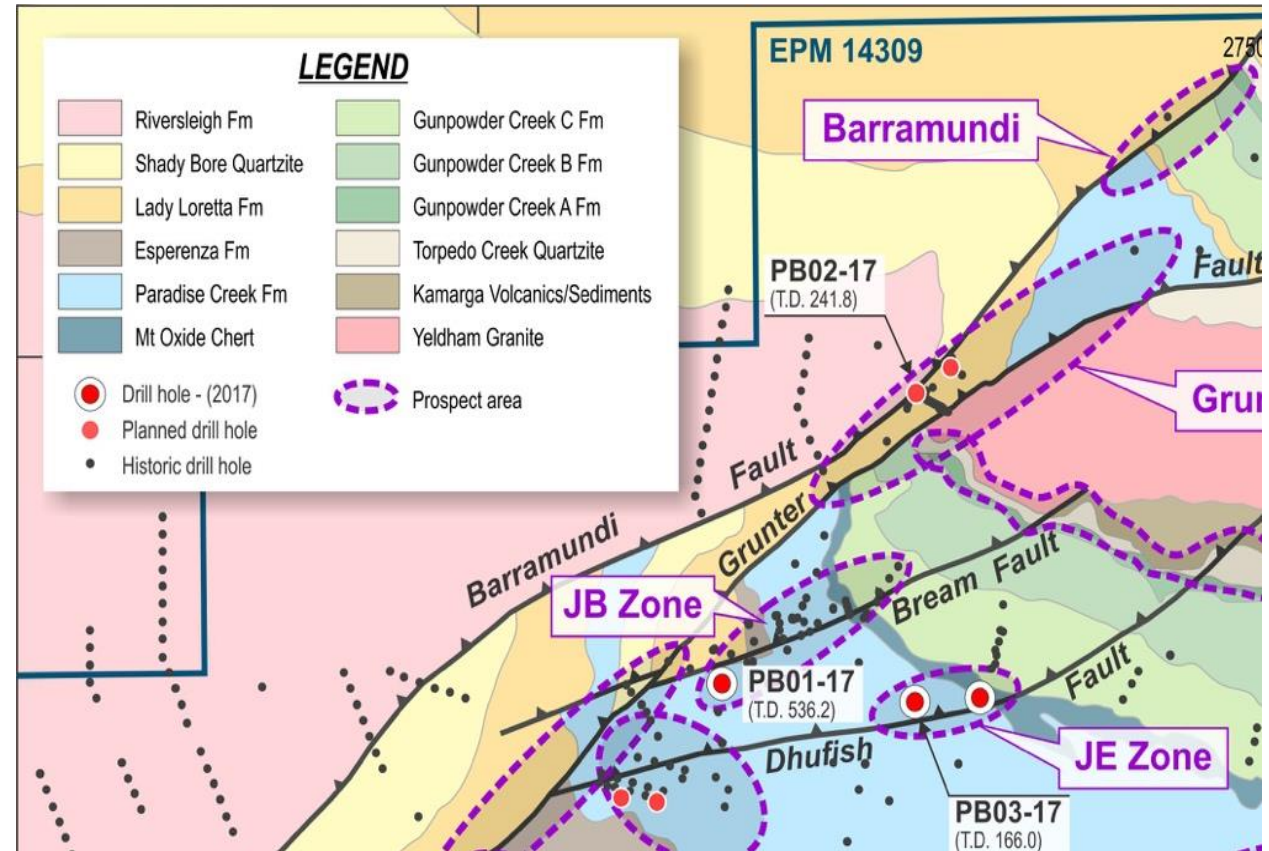 LEGEND
Riversleigh Fm
Shady Bore Quartzite
Lady Loretta Fm
Esperenza Fm
Paradise Creek Fm
Mt Oxide Chert
Gunpowder Creek C Fm
Gunpowder Creek B Fm
Gunpowder Creek A Fm
Torpedo Creek Quartzite
Kamarga Volcanics/Sediments
Yeldham Granite
Drill hole - (2017)
Planned drill hole
Historic drill hole
Prospect area
EPM 14309
2750
Barramundi
PB02-17
(T.D. 241.8)
Fault
Grun
Barramundi Fault
Grunter
JB Zone
Bream Fault
PB01-17
(T.D. 536.2)
Dhufish Fault
JE Zone
PB03-17
(T.D. 166.0)